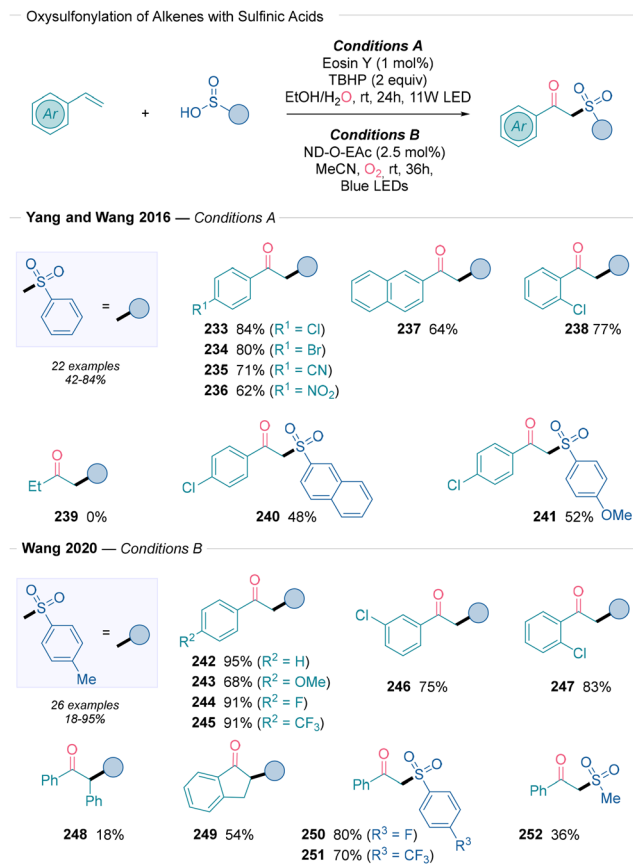 Oxysulfonylation of Alkenes with Sulfinic Acids
Conditions A
Eosin Y (1 mol%)
TBHP (2 equiv)
EtOH/H2O, rt, 24h, 11W LED
Conditions B
ND-O-EAc (2.5 mol%)
MeCN, O2, rt, 36h,
Blue LEDs
Ar
+
HO
S
O
Ar
O
O
S
O
Yang and Wang 2016 — Conditions A
O
S
O
=
22 examples
42-84%
O
R1
233 84% (R1 = Cl)
234 80% (R1 = Br)
235 71% (R1 = CN)
236 62% (R1 = NO2)
O
237 64%
O
Cl
238 77%
O
Et
239 0%
O
O
S
O
Cl
240 48%
O
O
S
O
Cl
OMe
241 52%
Wang 2020 — Conditions B
O
S
O
=
Me
26 examples
18-95%
O
R2
242 95% (R2 = H)
243 68% (R2 = OMe)
244 91% (R2 = F)
245 91% (R2 = CF3)
O
Cl
246 75%
O
Cl
247 83%
O
Ph
Ph
248 18%
O
249 54%
O
O
S
O
Ph
R3
250 80% (R3 = F)
251 70% (R3 = CF3)
O
O
S
O
Ph
Me
252 36%